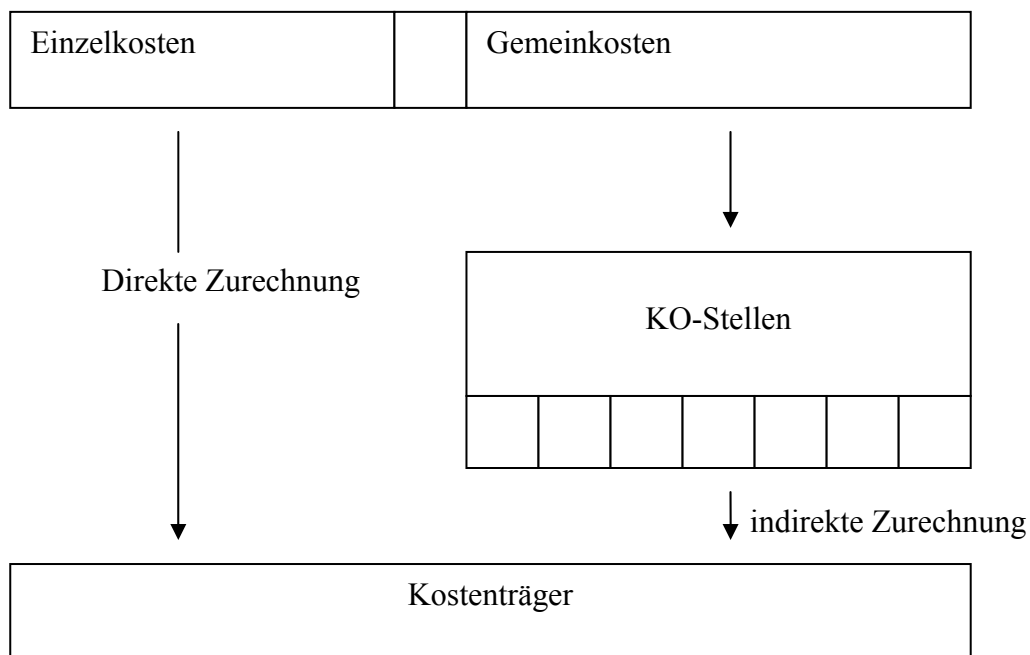 Einzelkosten
Gemeinkosten
Direkte Zurechnung
KO-Stellen
indirekte Zurechnung
Kostenträger